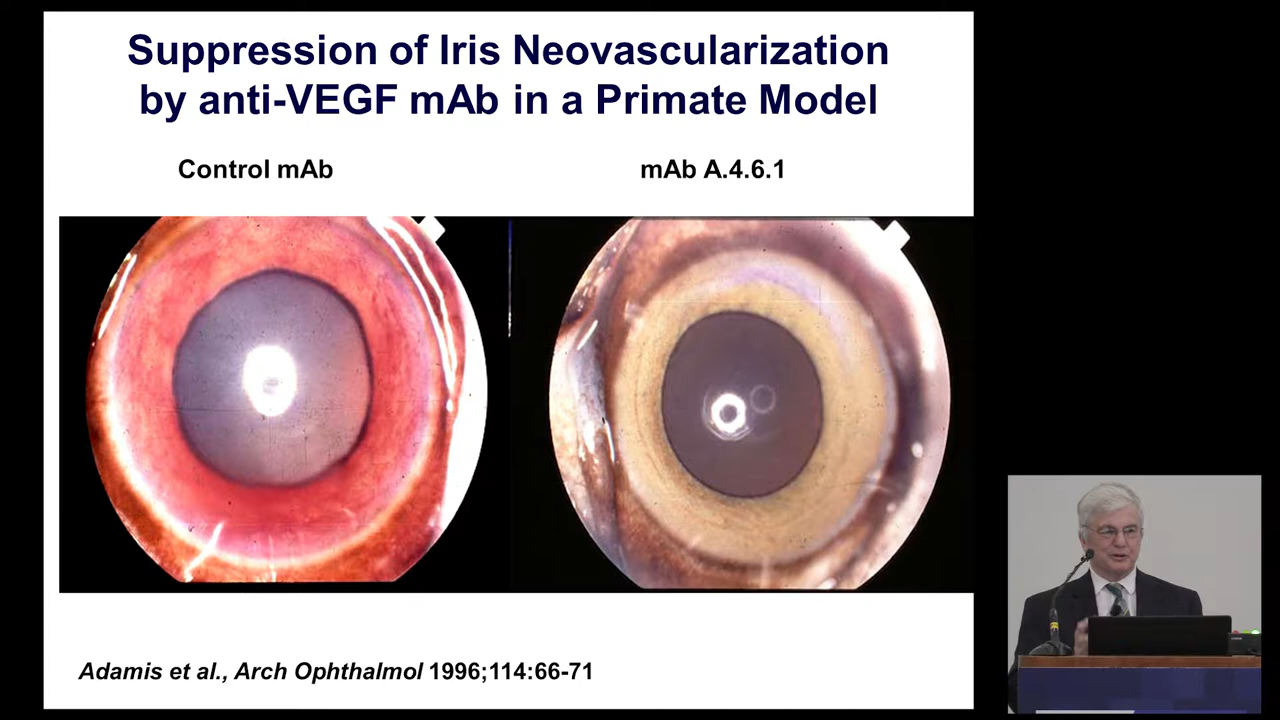 Suppression of Iris Neovascularization
by anti-VEGF mAb in a Primate Model
Control mAb
mAb A.4.6.1
Adamis et al., Arch Ophthalmol 1996;114:66-71